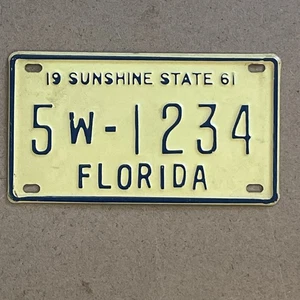 19 SUNSHINE STATE 61
5W-1234
FLORIDA